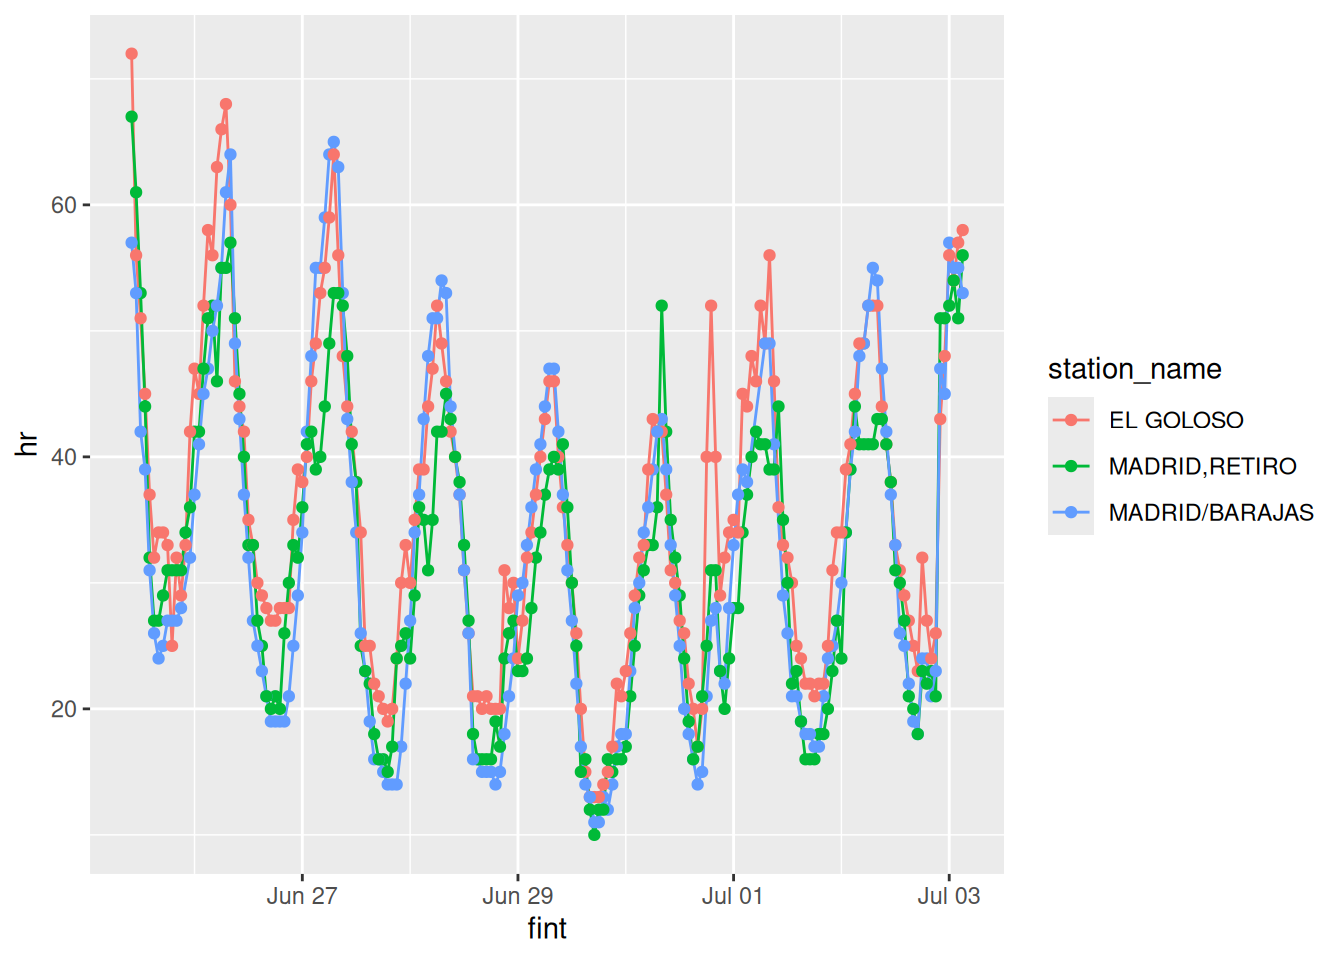 60
40
20
hr
Jun 27
Jun 29
Jul 01
Jul 03
fint
station_name
EL GOLOSO
MADRID,RETIRO
MADRID/BARAJAS